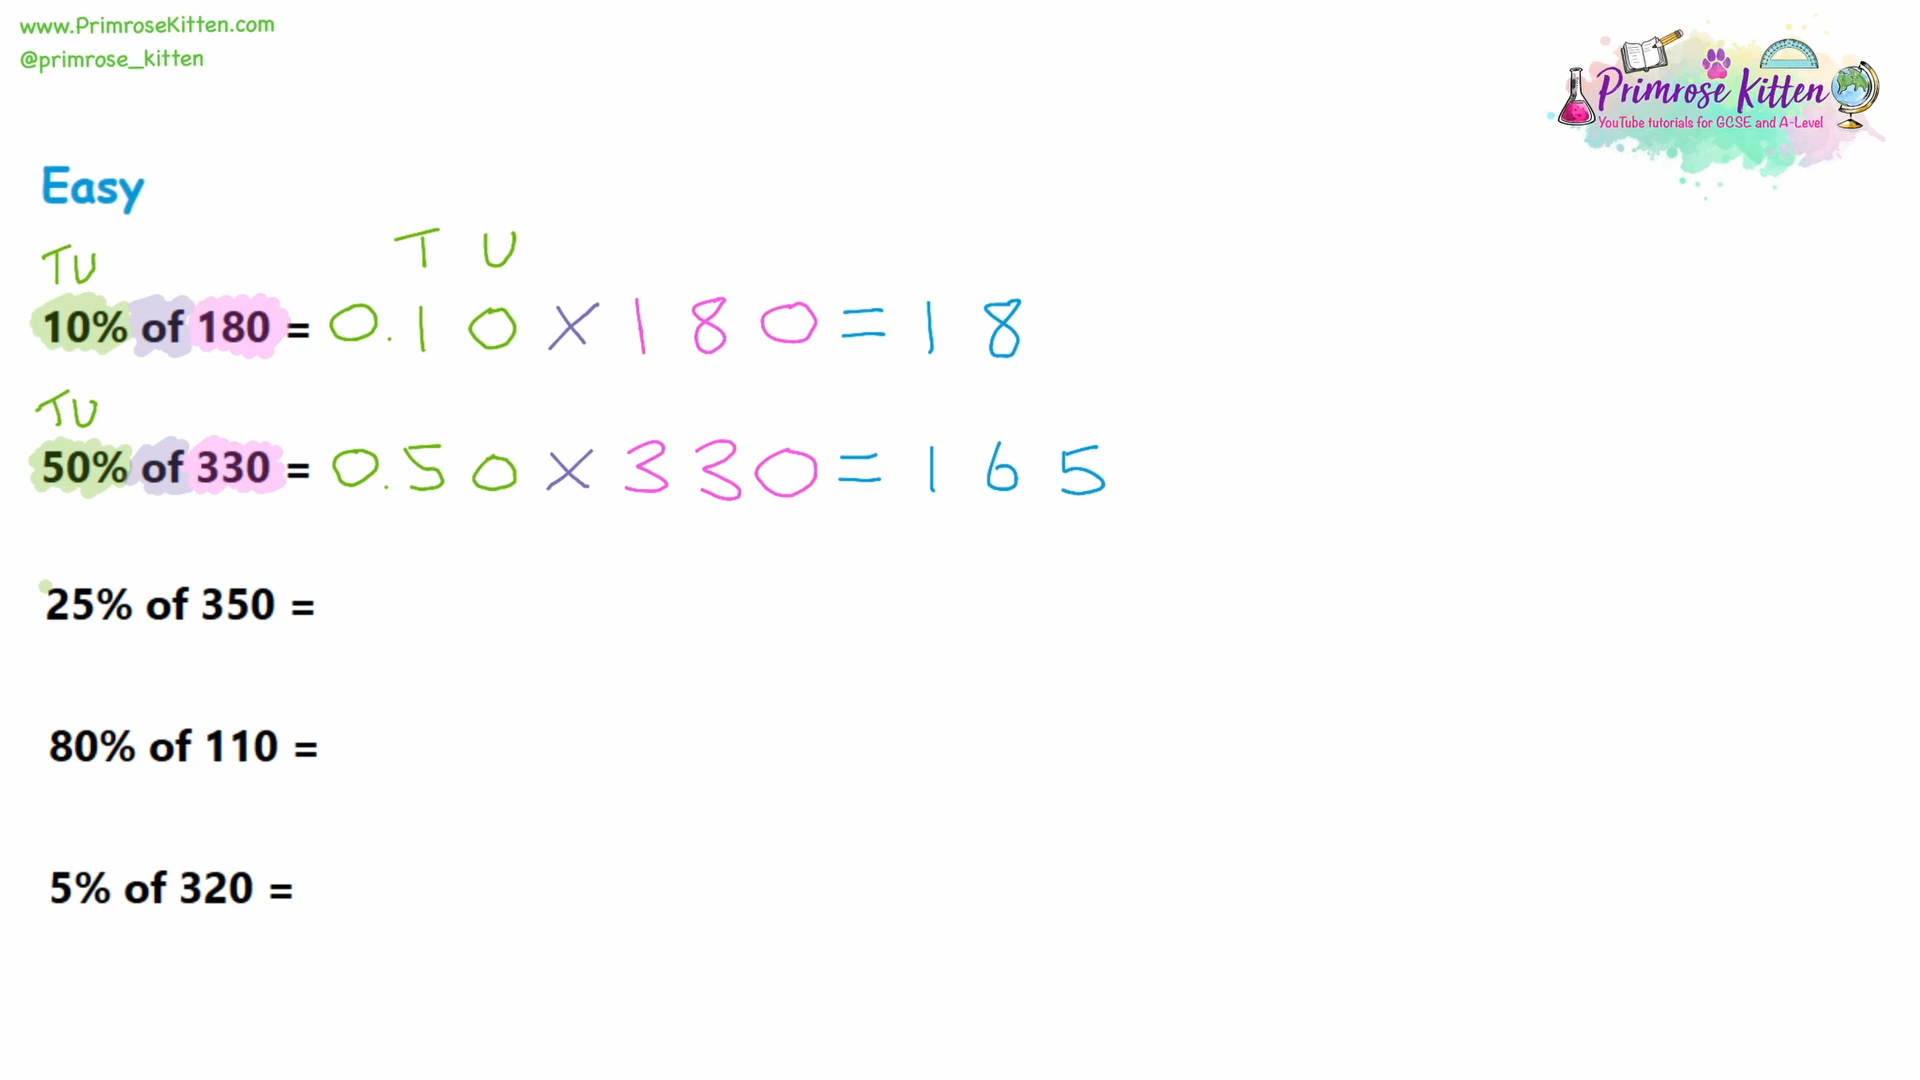 www.PrimroseKitten.com
@primrose_kitten
Primrose Kitten
YouTube tutorials for GCSE and A-Level
Easy
TU T U
10% of 180 = 0.10 × 180 = 18
TU
50% of 330 = 0.50 × 330 = 165
25% of 350 =
80% of 110 =
5% of 320 =